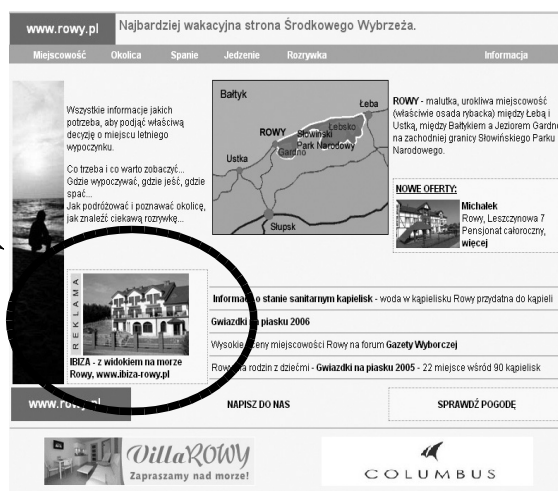 www.rowy.pl
Najbardziej wakacyjna strona Środkowego Wybrzeża.
Miejscowość Okolica Spanie Jedzenie Rozrywka Informacja
Wszystkie informacje jakich
potrzeba, aby podjąć właściwą
decyzję o miejscu letniego
wypoczynku.
Co trzeba i co warto zobaczyć...
Gdzie wypoczywać, gdzie jeść, gdzie
spać...
Jak podróżować i poznawać okolicę,
jak znaleźć ciekawą rozrywkę...
Bałtyk
Łeba
ROWY
Słowiński
Łebsko
Park Narodowy
Gardno
Ustka
Słupsk
ROWY - malutka, urokliwa miejscowość
(właściwie osada rybacka) między Łebą i
Ustką, między Bałtykiem a Jeziorem Gardno
na zachodniej granicy Słowińskiego Parku
Narodowego.
NOWE OFERTY:
Michałek
Rowy, Leszczynowa 7
Pensjonat całoroczny,
więcej
REKLAMA
IBIZA - z widokiem na morze
Rowy, www.ibiza-rowy.pl
Informacja o stanie sanitarnym kąpielisk - woda w kąpielisku Rowy przydatna do kąpieli
Gwiazdki na piasku 2006
Wysokie ceny miejscowości Rowy na forum Gazety Wyborczej
Rowy dla rodzin z dziećmi - Gwiazdki na piasku 2005 - 22 miejsce wśród 90 kąpielisk
www.rowy.pl
NAPISZ DO NAS
SPRAWDŹ POGODĘ
VillaROWY
Zapraszamy nad morze!
COLUMBUS